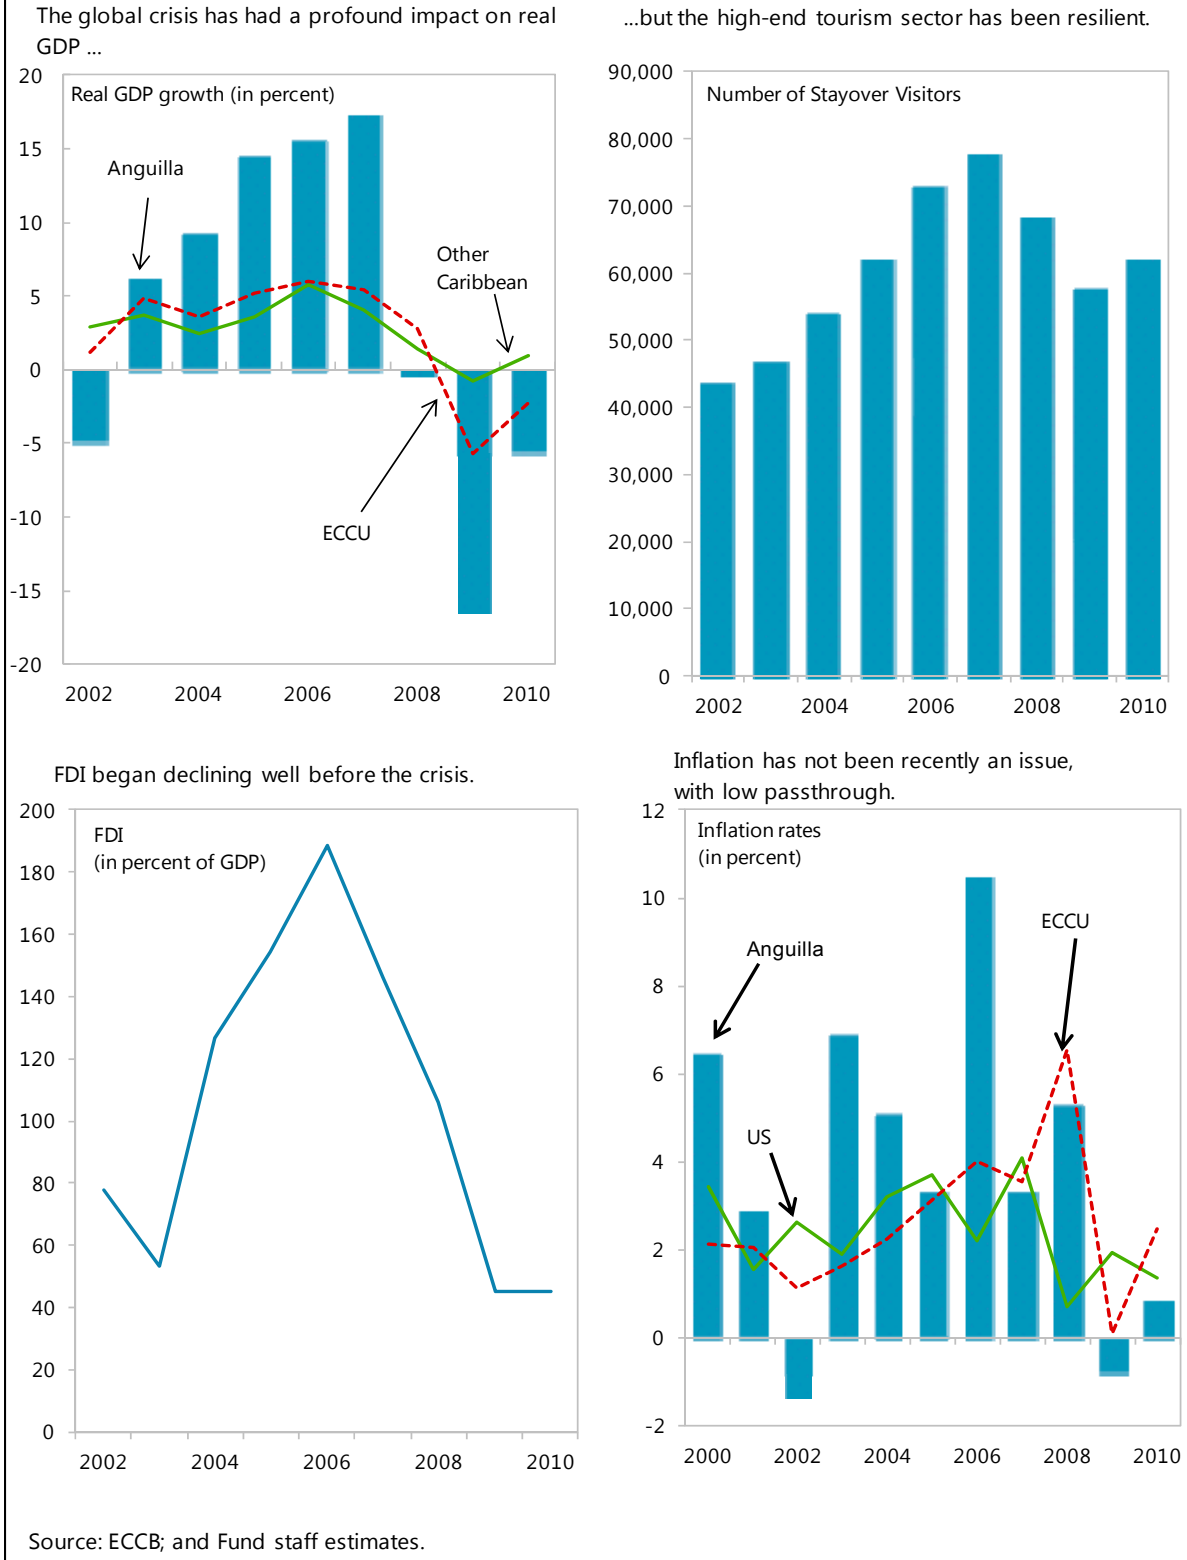 The global crisis has had a profound impact on real
GDP ...
20
Real GDP growth (in percent)
15
Anguilla
10
Other
Caribbean
5
0
-5
ECCU
-10
-15
-20
2002 2004 2006 2008 2010
...but the high-end tourism sector has been resilient.
90,000
Number of Stayover Visitors
80,000
70,000
60,000
50,000
40,000
30,000
20,000
10,000
0
2002 2004 2006 2008 2010
FDI began declining well before the crisis.
200
FDI
(in percent of GDP)
180
160
140
120
100
80
60
40
20
0
2002 2004 2006 2008 2010
Inflation has not been recently an issue,
with low passthrough.
12
Inflation rates
(in percent)
10
ECCU
Anguilla
8
6
US
4
2
0
-2
2000 2002 2004 2006 2008 2010
Source: ECCB; and Fund staff estimates.